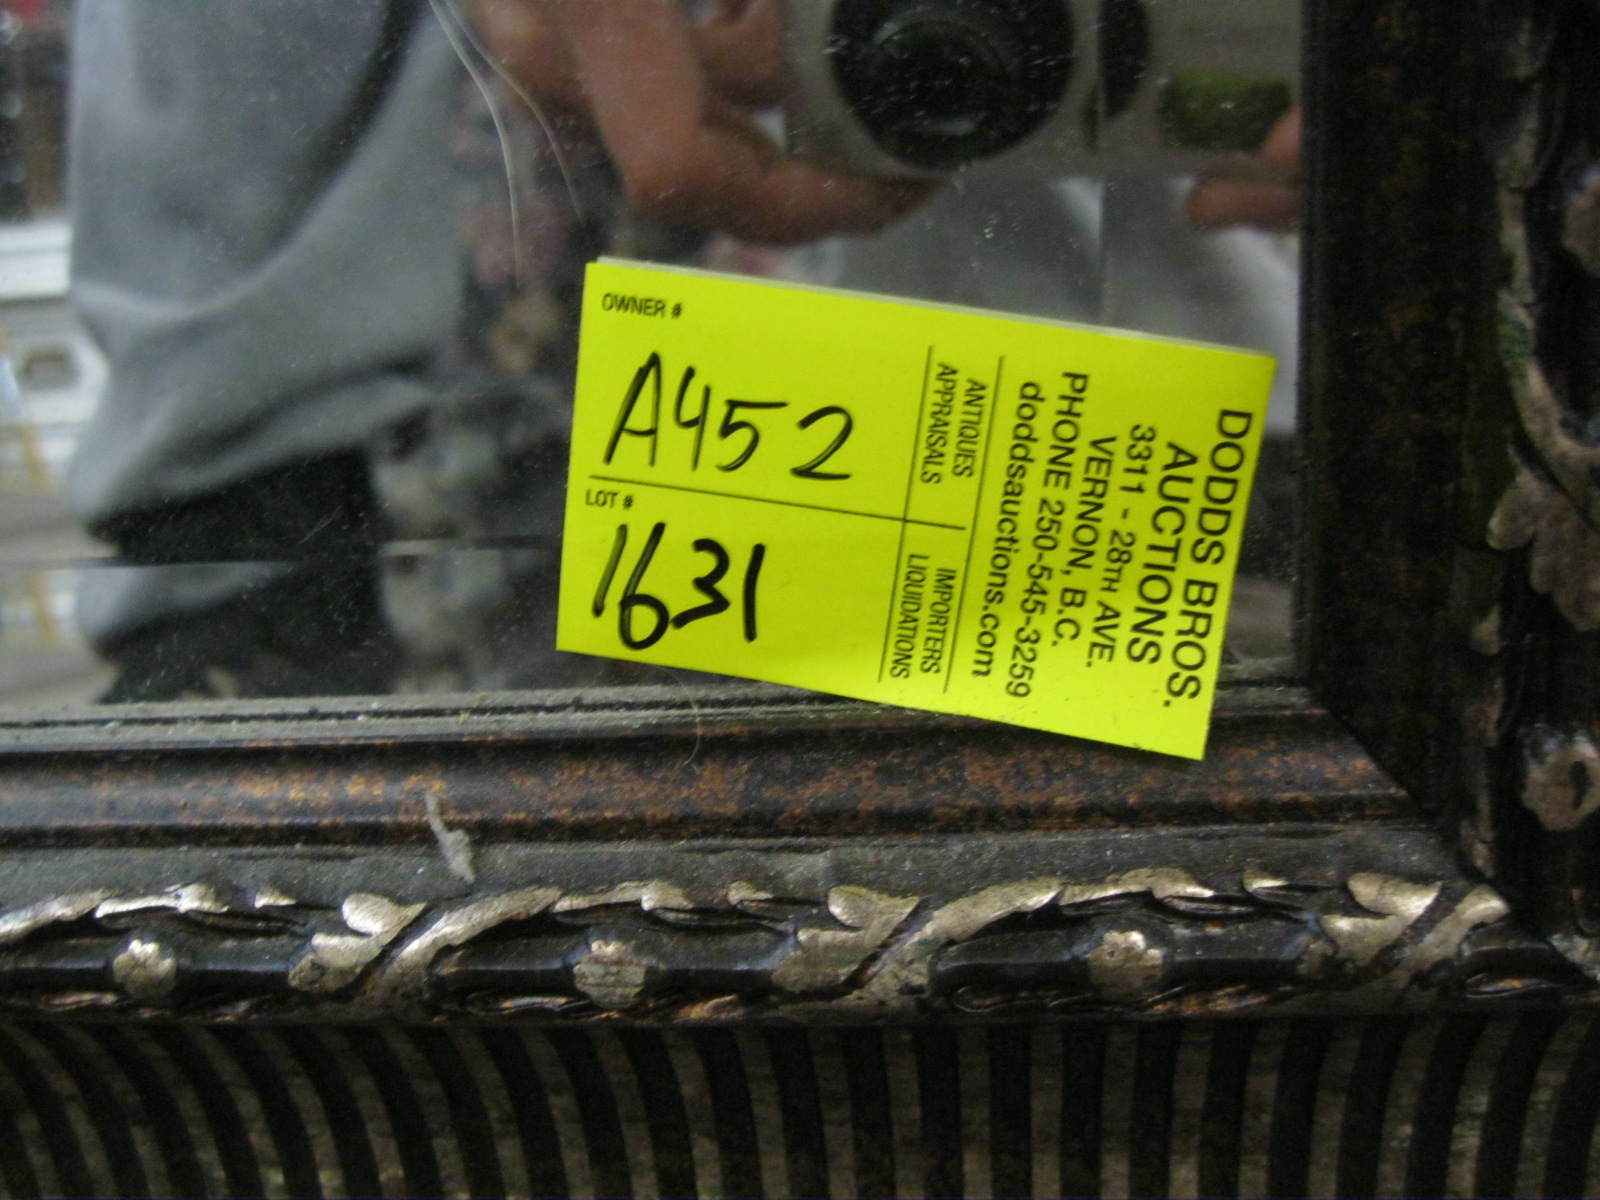 OWNER #
A452
LOT #
1631
DODDS BROS.
AUCTIONS
3311 - 28TH AVE.
VERNON, B.C.
PHONE 250-545-3259
doddsauctions.com
ANTIQUES
APPRAISALS
IMPORTERS
LIQUIDATIONS